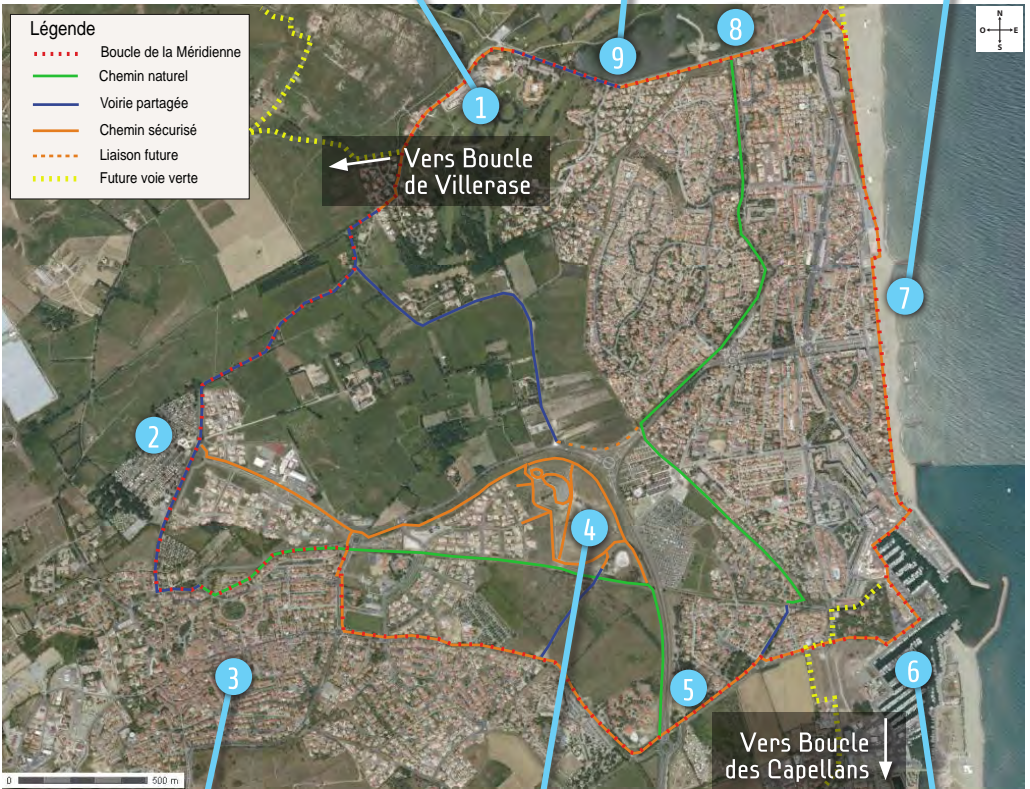 Légende
Boucle de la Méridienne
Chemin naturel
Voirie partagée
Chemin sécurisé
Liaison future
Future voie verte
N
O E
S
8
9
1
Vers Boucle
de Villerase
7
2
4
3
5
6
Vers Boucle
des Capellans
0 500 m